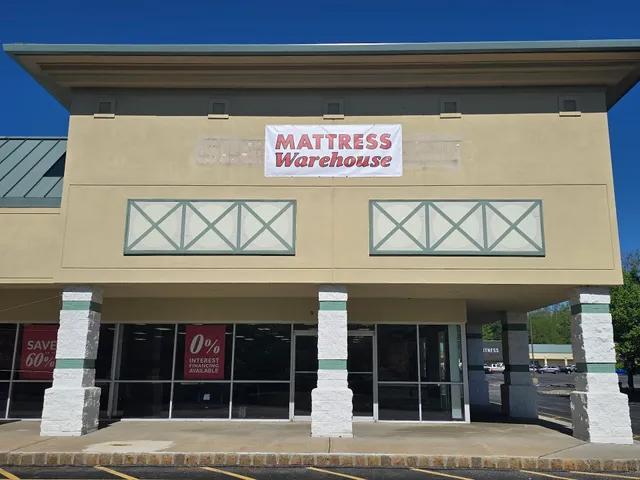 MATTRESS
Warehouse
SAVE
60%
0%
INTEREST
FINANCING
AVAILABLE